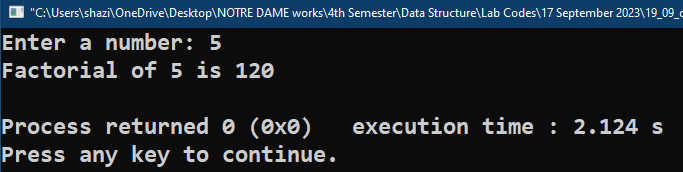 "C:\Users\shazi\OneDrive\Desktop\NOTRE DAME works\4th Semester\Data Structure\Lab Codes\17 September 2023\19_09_
Enter a number: 5
Factorial of 5 is 120
Process returned 0 (0x0)   execution time : 2.124 s
Press any key to continue.